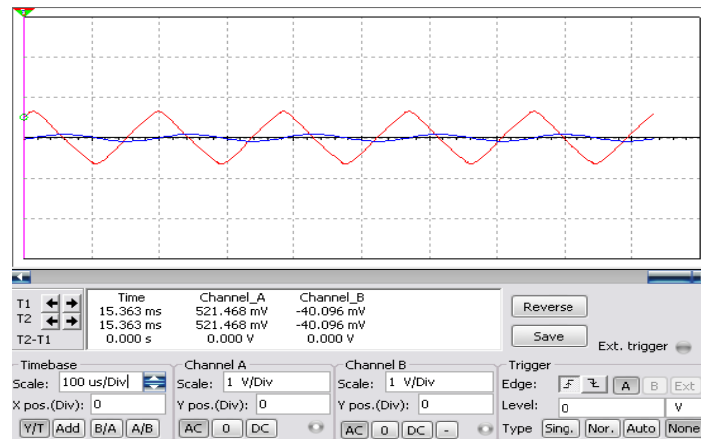 Time Channel_A Channel_B
T1 15.363 ms 521.468 mV -40.096 mV
T2 15.363 ms 521.468 mV -40.096 mV
T2-T1 0.000 s 0.000 V 0.000 V
Reverse
Save
Ext. trigger
Timebase
Scale: 100 us/Div
X pos.(Div): 0
Y/T Add B/A A/B
Channel A
Scale: 1 V/Div
Y pos.(Div): 0
AC 0 DC
Channel B
Scale: 1 V/Div
Y pos.(Div): 0
AC 0 DC -
Trigger
Edge: A B Ext
Level: 0 V
Type Sing. Nor. Auto None